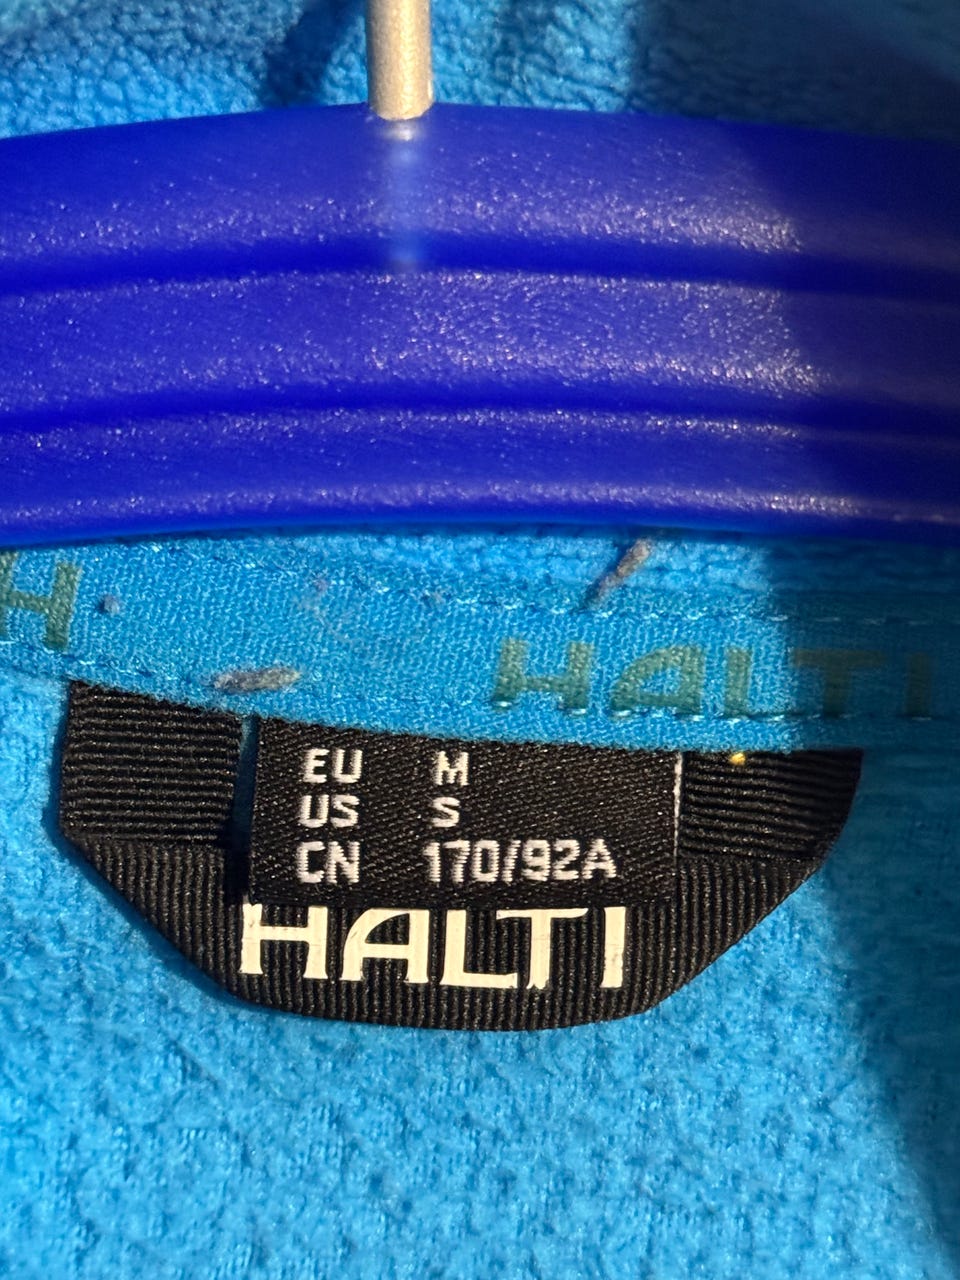 H HALTI
EU M
US S
CN 170/92A
HALTI